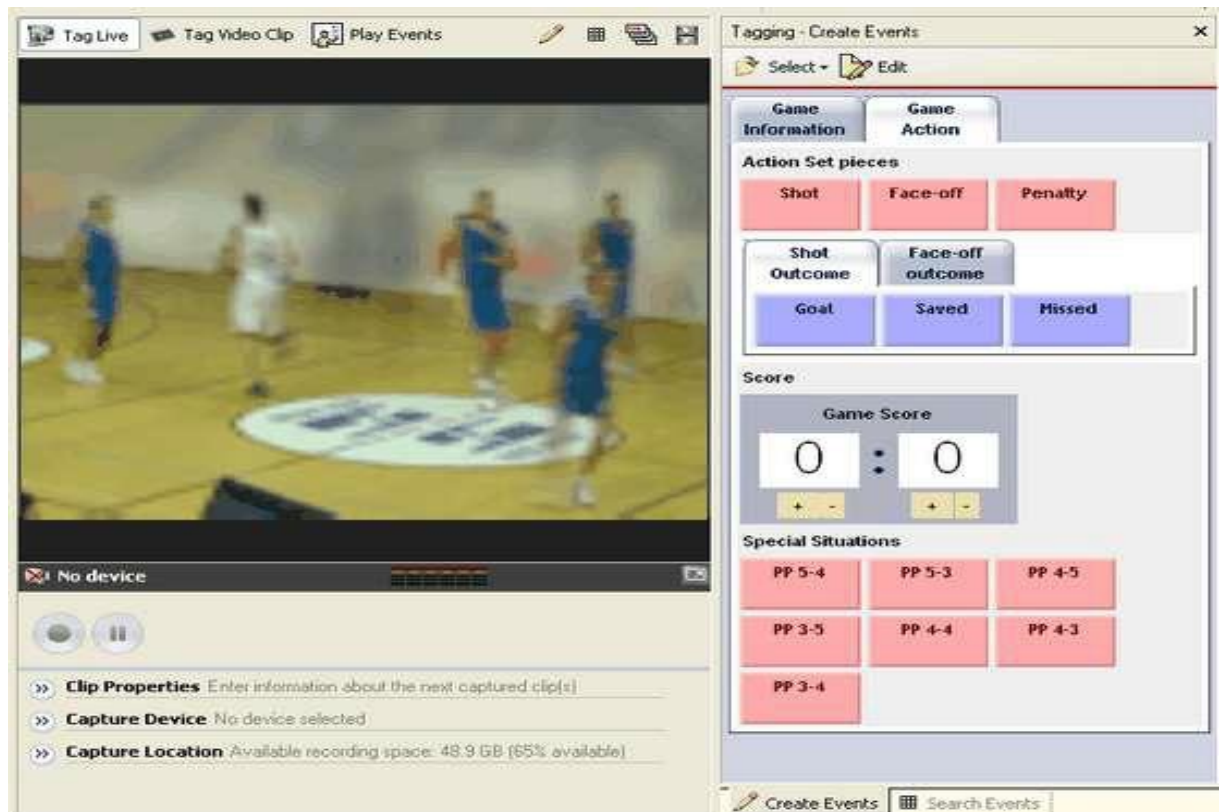 Tag Live Tag Video Clip Play Events
No device
Clip Properties Enter information about the next captured clip(s)
Capture Device No device selected
Capture Location Available recording space: 48.9 GB (65% available)
Tagging - Create Events
Select Edit
Game Information
Game Action
Action Set pieces
Shot Face-off Penalty
Shot Outcome
Face-off outcome
Goal Saved Missed
Score
Game Score
0 : 0
+ - + -
Special Situations
PP 5-4 PP 5-3 PP 4-5
PP 3-5 PP 4-4 PP 4-3
PP 3-4
Create Events Search Events